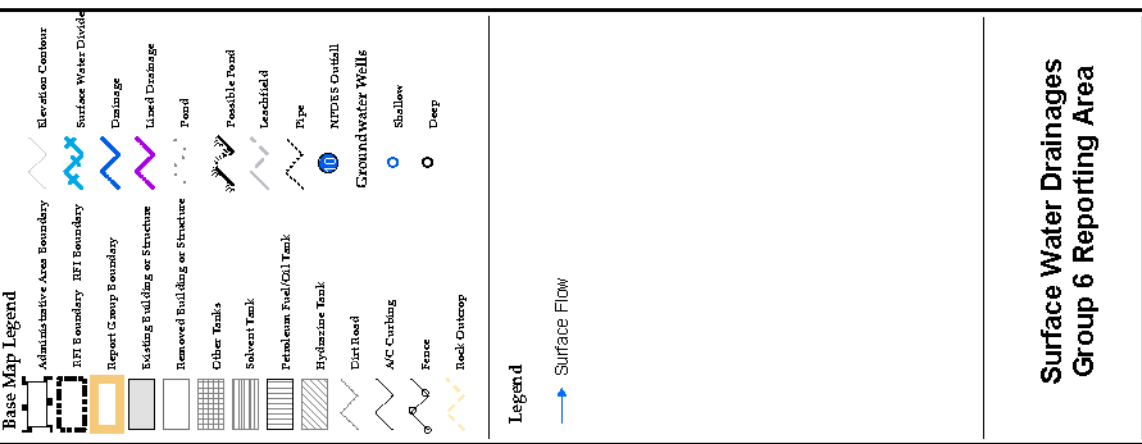 Base Map Legend
Administrative Area Boundary
RFI Boundary RFI Boundary
Report Group Boundary
Existing Building or Structure
Removed Building or Structure
Other Tanks
Solvent Tank
Petroleum Fuel/Oil Tank
Hydrazine Tank
Dirt Road
A/C Curbing
Fence
Rock Outcrop
Elevation Contour
Surface Water Divide
Drainage
Lined Drainage
Pond
Possible Pond
Leachfield
Pipe
10 NPDES Outfall
Groundwater Wells
Shallow
Deep
Legend
Surface Flow
Surface Water Drainages
Group 6 Reporting Area